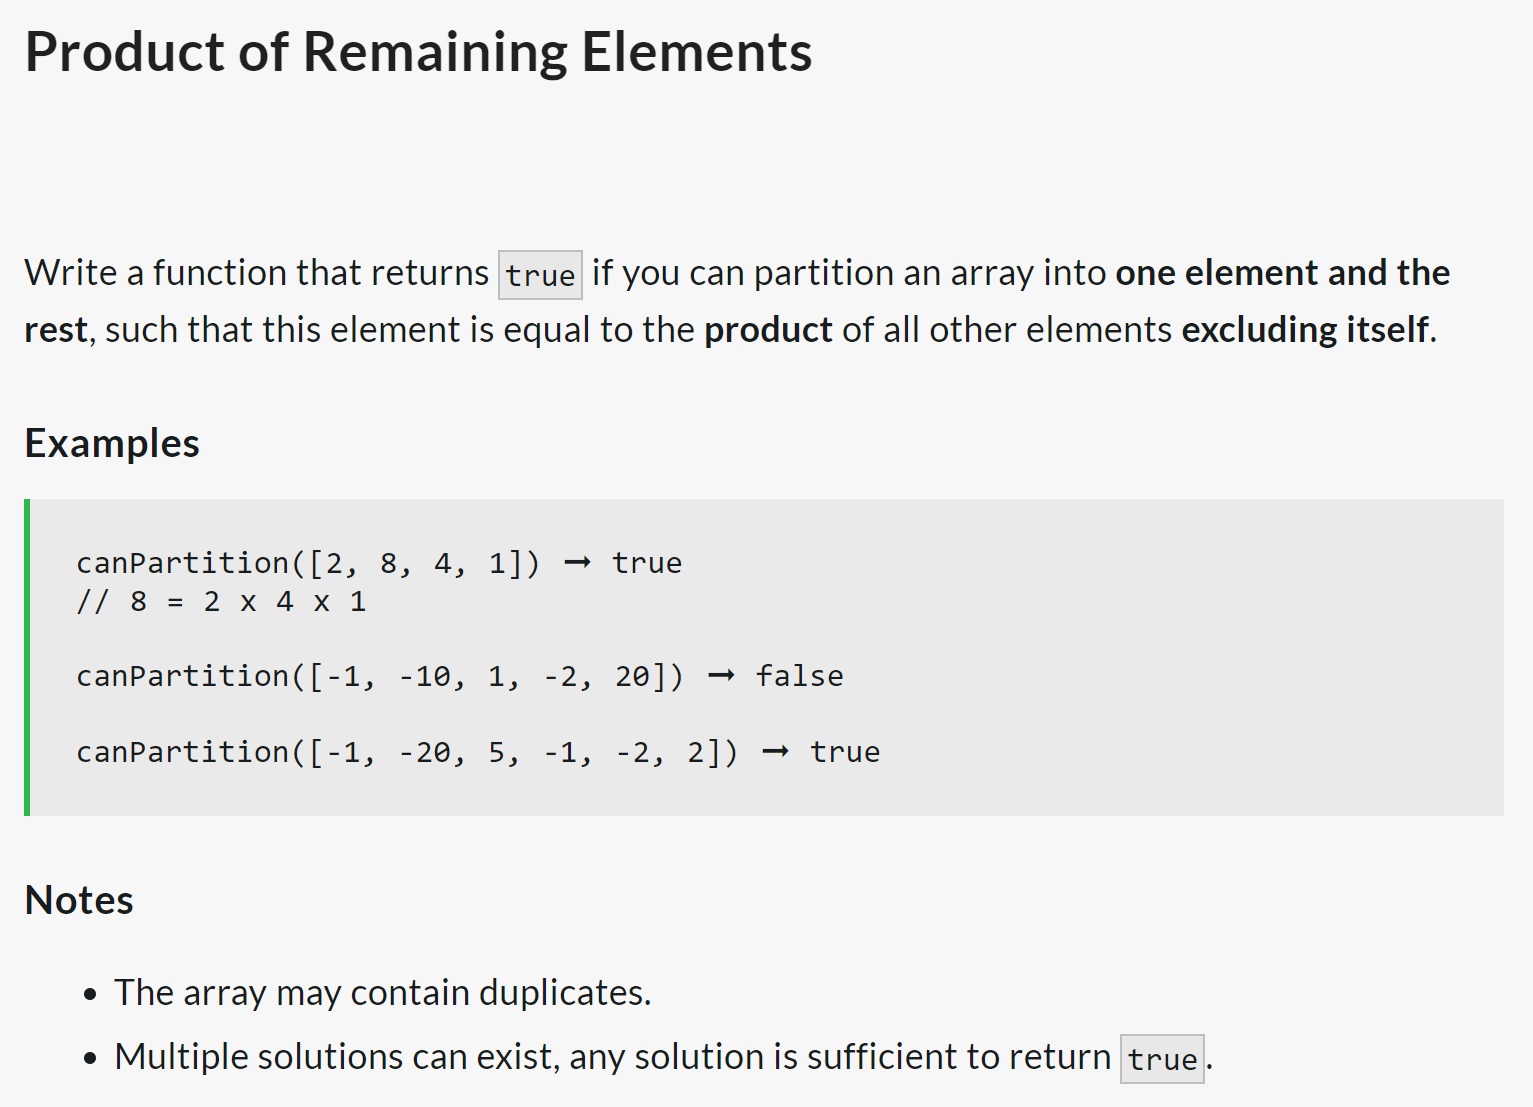 Product of Remaining Elements
Write a function that returns true if you can partition an array into one element and the
rest, such that this element is equal to the product of all other elements excluding itself.
Examples
canPartition([2, 8, 4, 1]) ➞ true
// 8 = 2 x 4 x 1
canPartition([-1, -10, 1, -2, 20]) ➞ false
canPartition([-1, -20, 5, -1, -2, 2]) ➞ true
Notes
• The array may contain duplicates.
• Multiple solutions can exist, any solution is sufficient to return true.